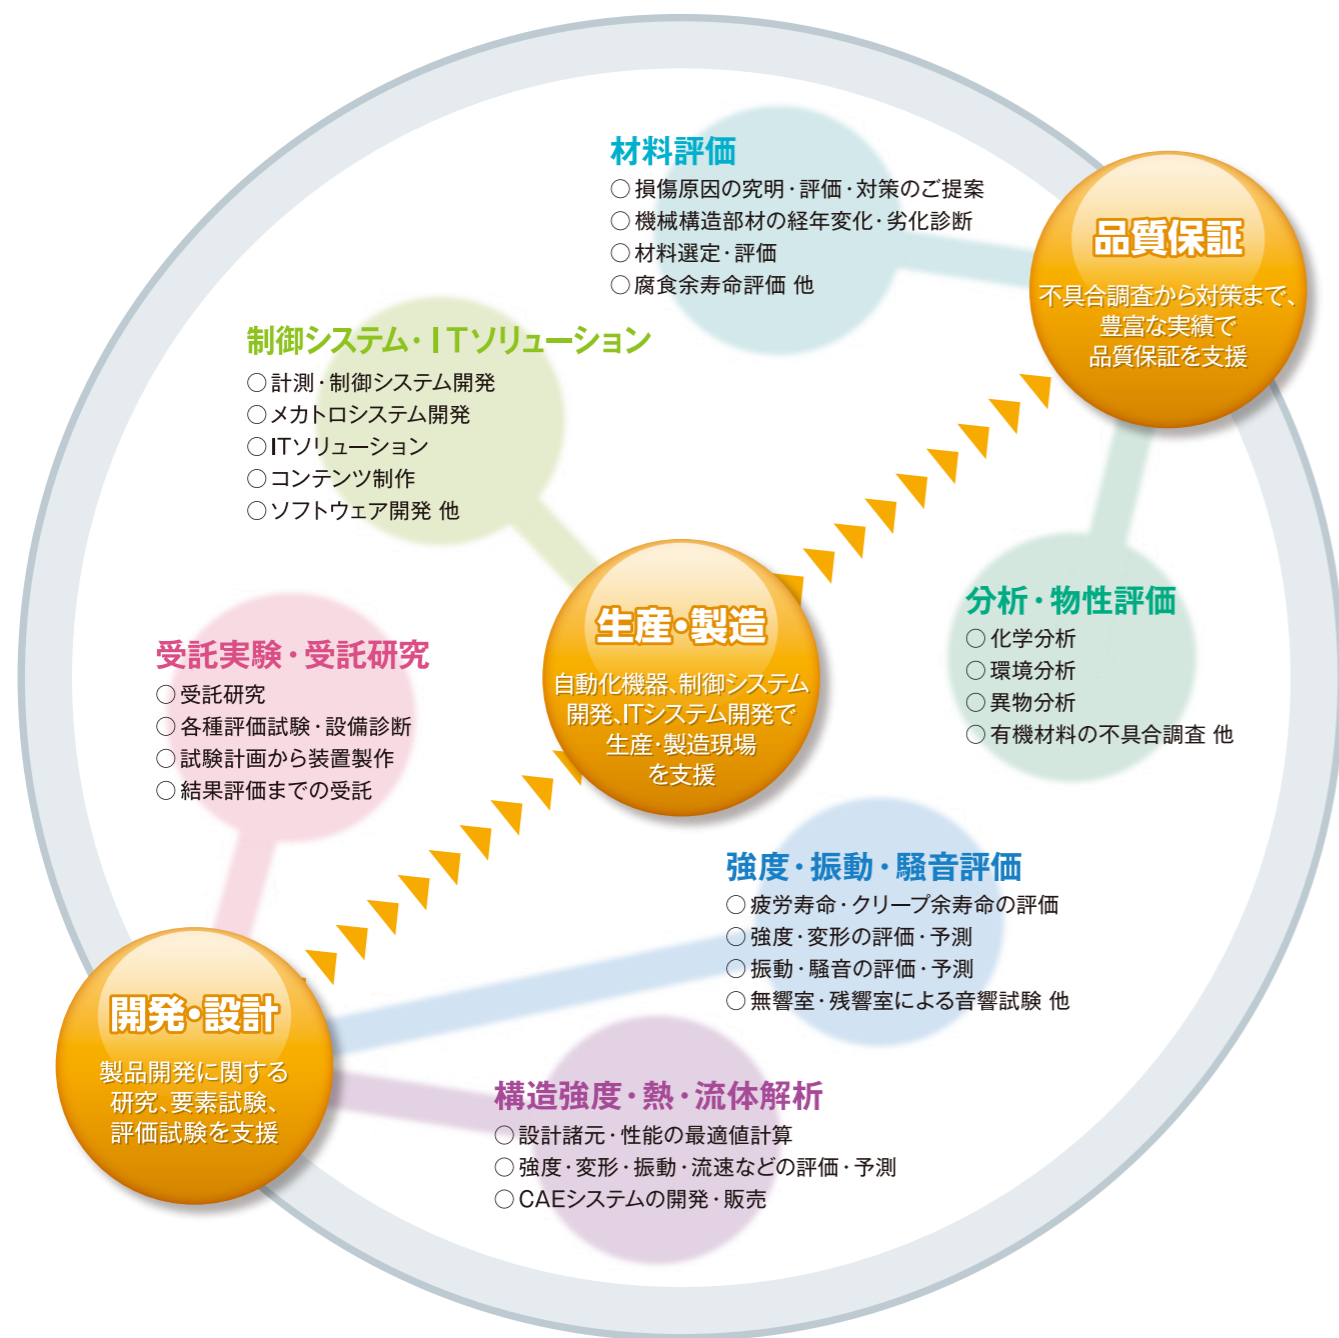 材料評価
○損傷原因の究明・評価・対策のご提案
○機械構造部材の経年変化・劣化診断
○材料選定・評価
○腐食余寿命評価 他
品質保証
不具合調査から対策まで、
豊富な実績で
品質保証を支援
制御システム・ITソリューション
○計測・制御システム開発
○メカトロシステム開発
○ITソリューション
○コンテンツ制作
○ソフトウェア開発 他
生産・製造
自動化機器、制御システム
開発、ITシステム開発で
生産・製造現場
を支援
分析・物性評価
○化学分析
○環境分析
○異物分析
○有機材料の不具合調査 他
受託実験・受託研究
○受託研究
○各種評価試験・設備診断
○試験計画から装置製作
○結果評価までの受託
強度・振動・騒音評価
○疲労寿命・クリープ余寿命の評価
○強度・変形の評価・予測
○振動・騒音の評価・予測
○無響室・残響室による音響試験 他
開発・設計
製品開発に関する
研究、要素試験、
評価試験を支援
構造強度・熱・流体解析
○設計諸元・性能の最適値計算
○強度・変形・振動・流速などの評価・予測
○CAEシステムの開発・販売